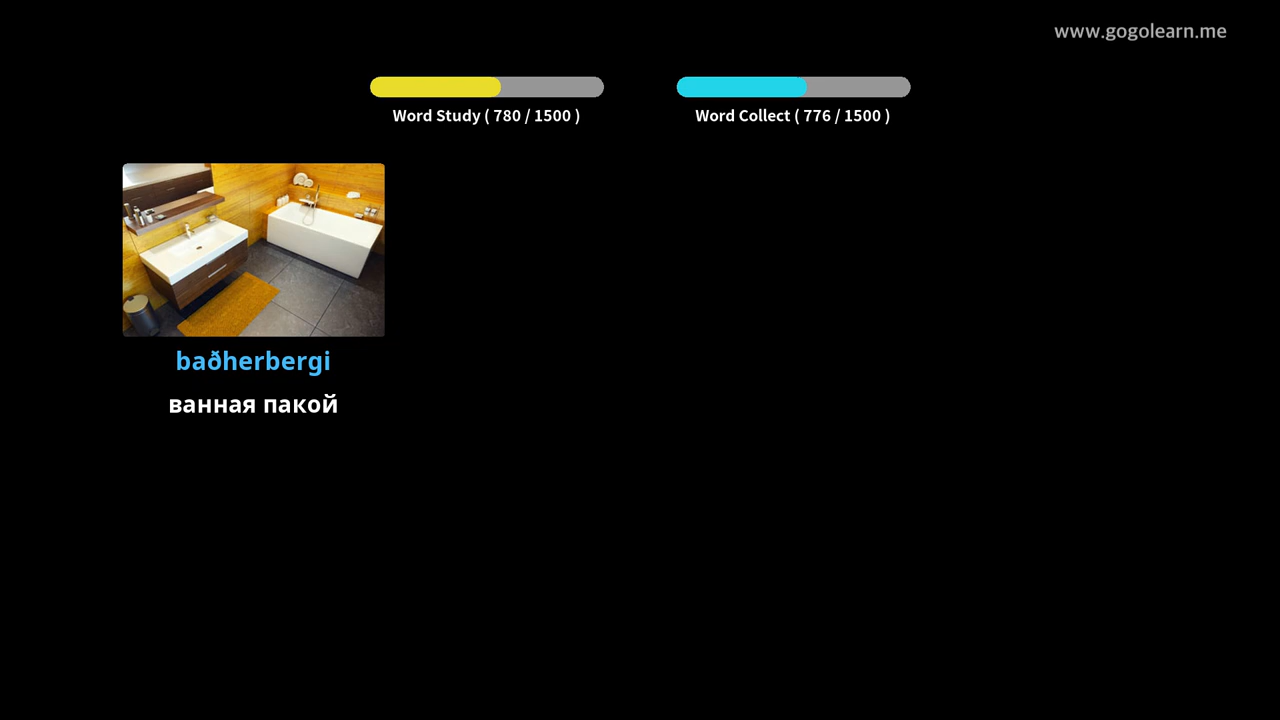 www.gogolearn.me
Word Study ( 780 / 1500 )
Word Collect ( 776 / 1500 )
baðherbergi
ванная пакой